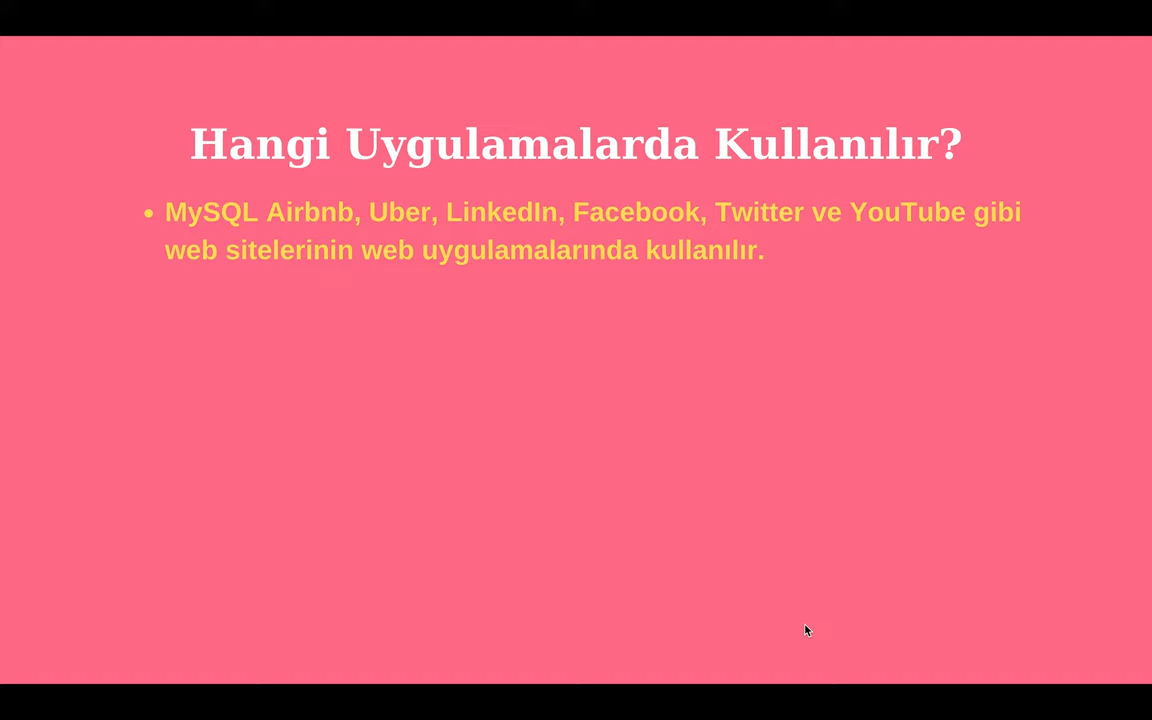 Hangi Uygulamalarda Kullanılır?
• MySQL Airbnb, Uber, LinkedIn, Facebook, Twitter ve YouTube gibi
web sitelerinin web uygulamalarında kullanılır.